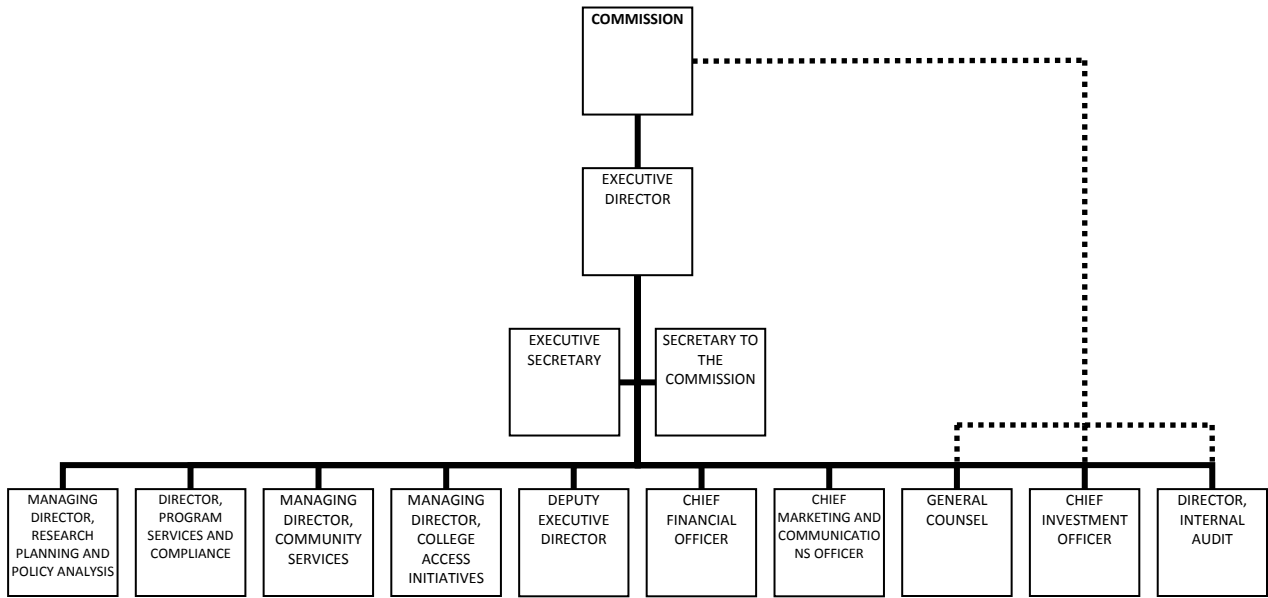 COMMISSION
EXECUTIVE
DIRECTOR
EXECUTIVE
SECRETARY
SECRETARY TO
THE
COMMISSION
MANAGING
DIRECTOR,
RESEARCH
PLANNING AND
POLICY ANALYSIS
DIRECTOR,
PROGRAM
SERVICES AND
COMPLIANCE
MANAGING
DIRECTOR,
COMMUNITY
SERVICES
MANAGING
DIRECTOR,
COLLEGE
ACCESS
INITIATIVES
DEPUTY
EXECUTIVE
DIRECTOR
CHIEF
FINANCIAL
OFFICER
CHIEF
MARKETING AND
COMMUNICATIO
NS OFFICER
GENERAL
COUNSEL
CHIEF
INVESTMENT
OFFICER
DIRECTOR,
INTERNAL
AUDIT